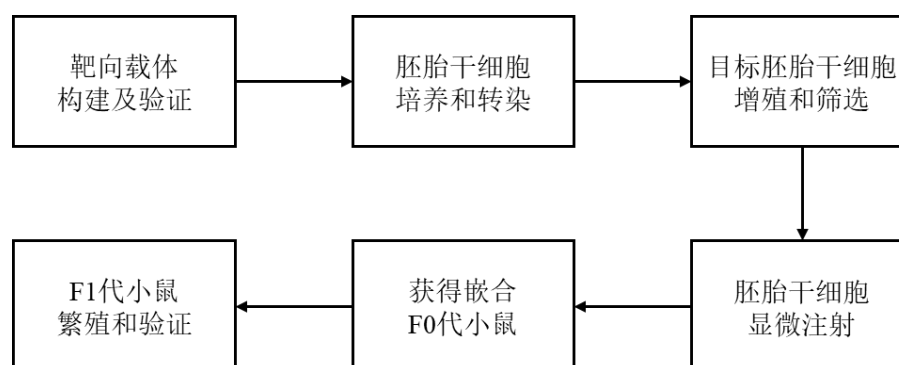 靶向载体
构建及验证
胚胎干细胞
培养和转染
目标胚胎干细胞
增殖和筛选
胚胎干细胞
显微注射
获得嵌合
F0代小鼠
F1代小鼠
繁殖和验证